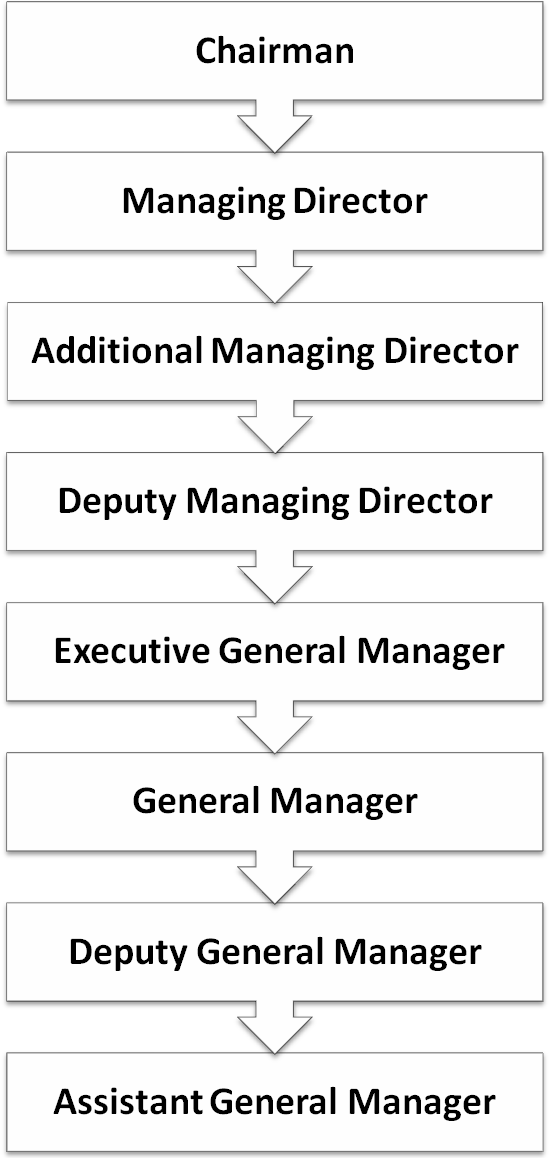 Chairman
Managing Director
Additional Managing Director
Deputy Managing Director
Executive General Manager
General Manager
Deputy General Manager
Assistant General Manager